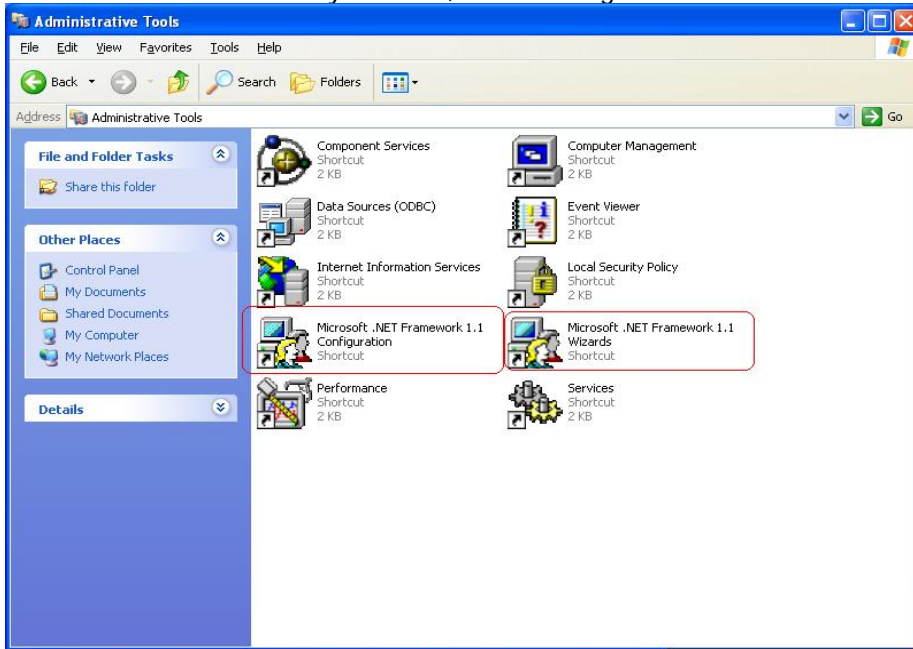 Administrative Tools
File Edit View Favorites Tools Help
Back Search Folders
Address Administrative Tools Go
File and Folder Tasks
Share this folder
Other Places
Control Panel
My Documents
Shared Documents
My Computer
My Network Places
Details
Component Services
Shortcut
2 KB
Computer Management
Shortcut
2 KB
Data Sources (ODBC)
Shortcut
2 KB
Event Viewer
Shortcut
2 KB
Internet Information Services
Shortcut
2 KB
Local Security Policy
Shortcut
2 KB
Microsoft .NET Framework 1.1
Configuration
Shortcut
Microsoft .NET Framework 1.1
Wizards
Shortcut
Performance
Shortcut
2 KB
Services
Shortcut
2 KB